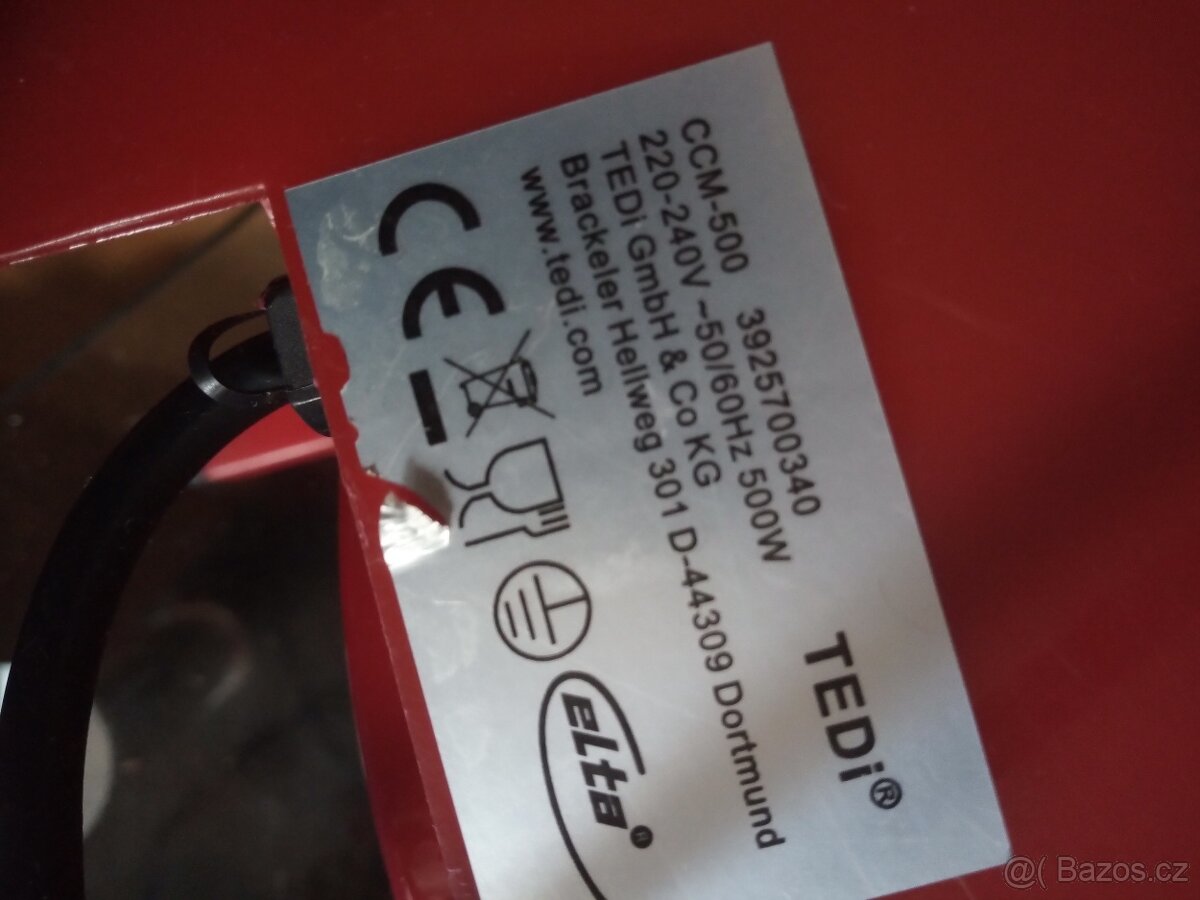 CCM-500 3925700340
220-240V ~50/60Hz 500W
TEDi GmbH & Co KG
Brackeler Hellweg 301 D-44309 Dortmund
www.tedi.com
TEDi®
CE
elta®
@( Bazos.cz